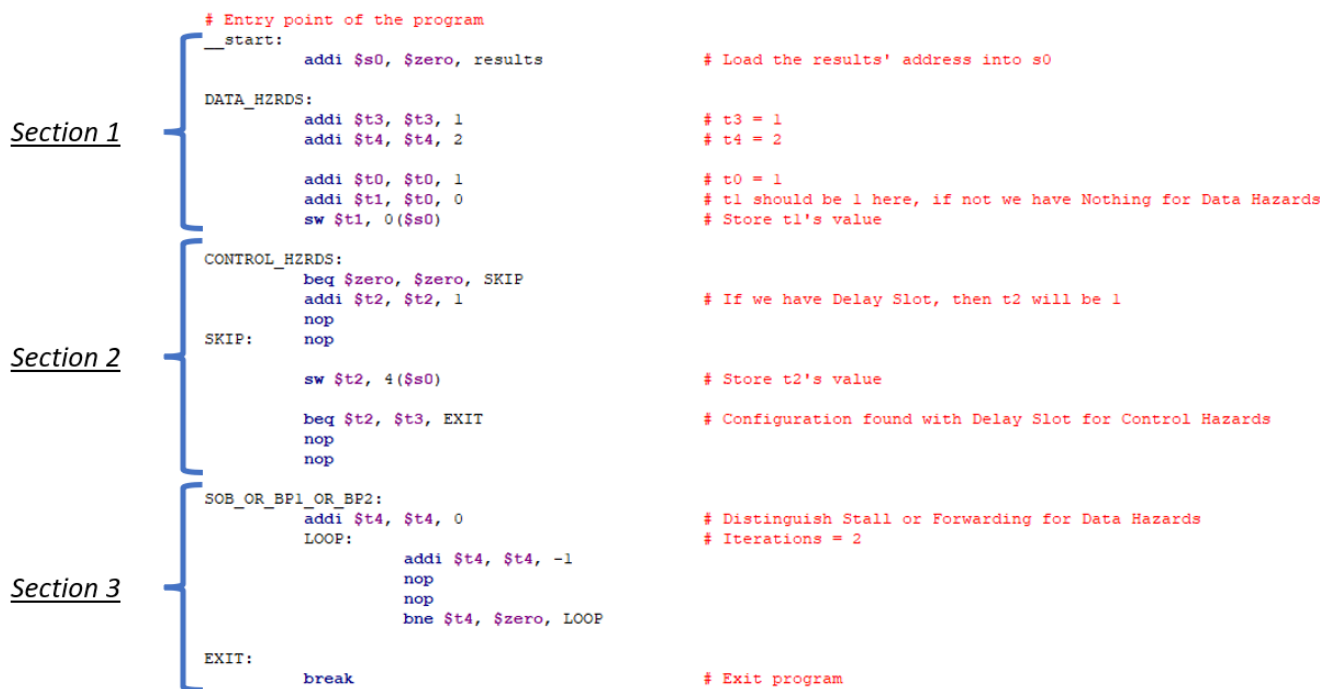 # Entry point of the program
__start:
addi $s0, $zero, results # Load the results' address into s0
DATA_HZRDS:
addi $t3, $t3, 1 # t3 = 1
addi $t4, $t4, 2 # t4 = 2
Section 1
addi $t0, $t0, 1 # t0 = 1
addi $t1, $t0, 0 # t1 should be 1 here, if not we have Nothing for Data Hazards
sw $t1, 0($s0) # Store t1's value
CONTROL_HZRDS:
beq $zero, $zero, SKIP
addi $t2, $t2, 1 # If we have Delay Slot, then t2 will be 1
nop
SKIP: nop
Section 2
sw $t2, 4($s0) # Store t2's value
beq $t2, $t3, EXIT # Configuration found with Delay Slot for Control Hazards
nop
nop
SOB_OR_BP1_OR_BP2:
addi $t4, $t4, 0 # Distinguish Stall or Forwarding for Data Hazards
LOOP: # Iterations = 2
addi $t4, $t4, -1
nop
Section 3
nop
bne $t4, $zero, LOOP
EXIT:
break # Exit program